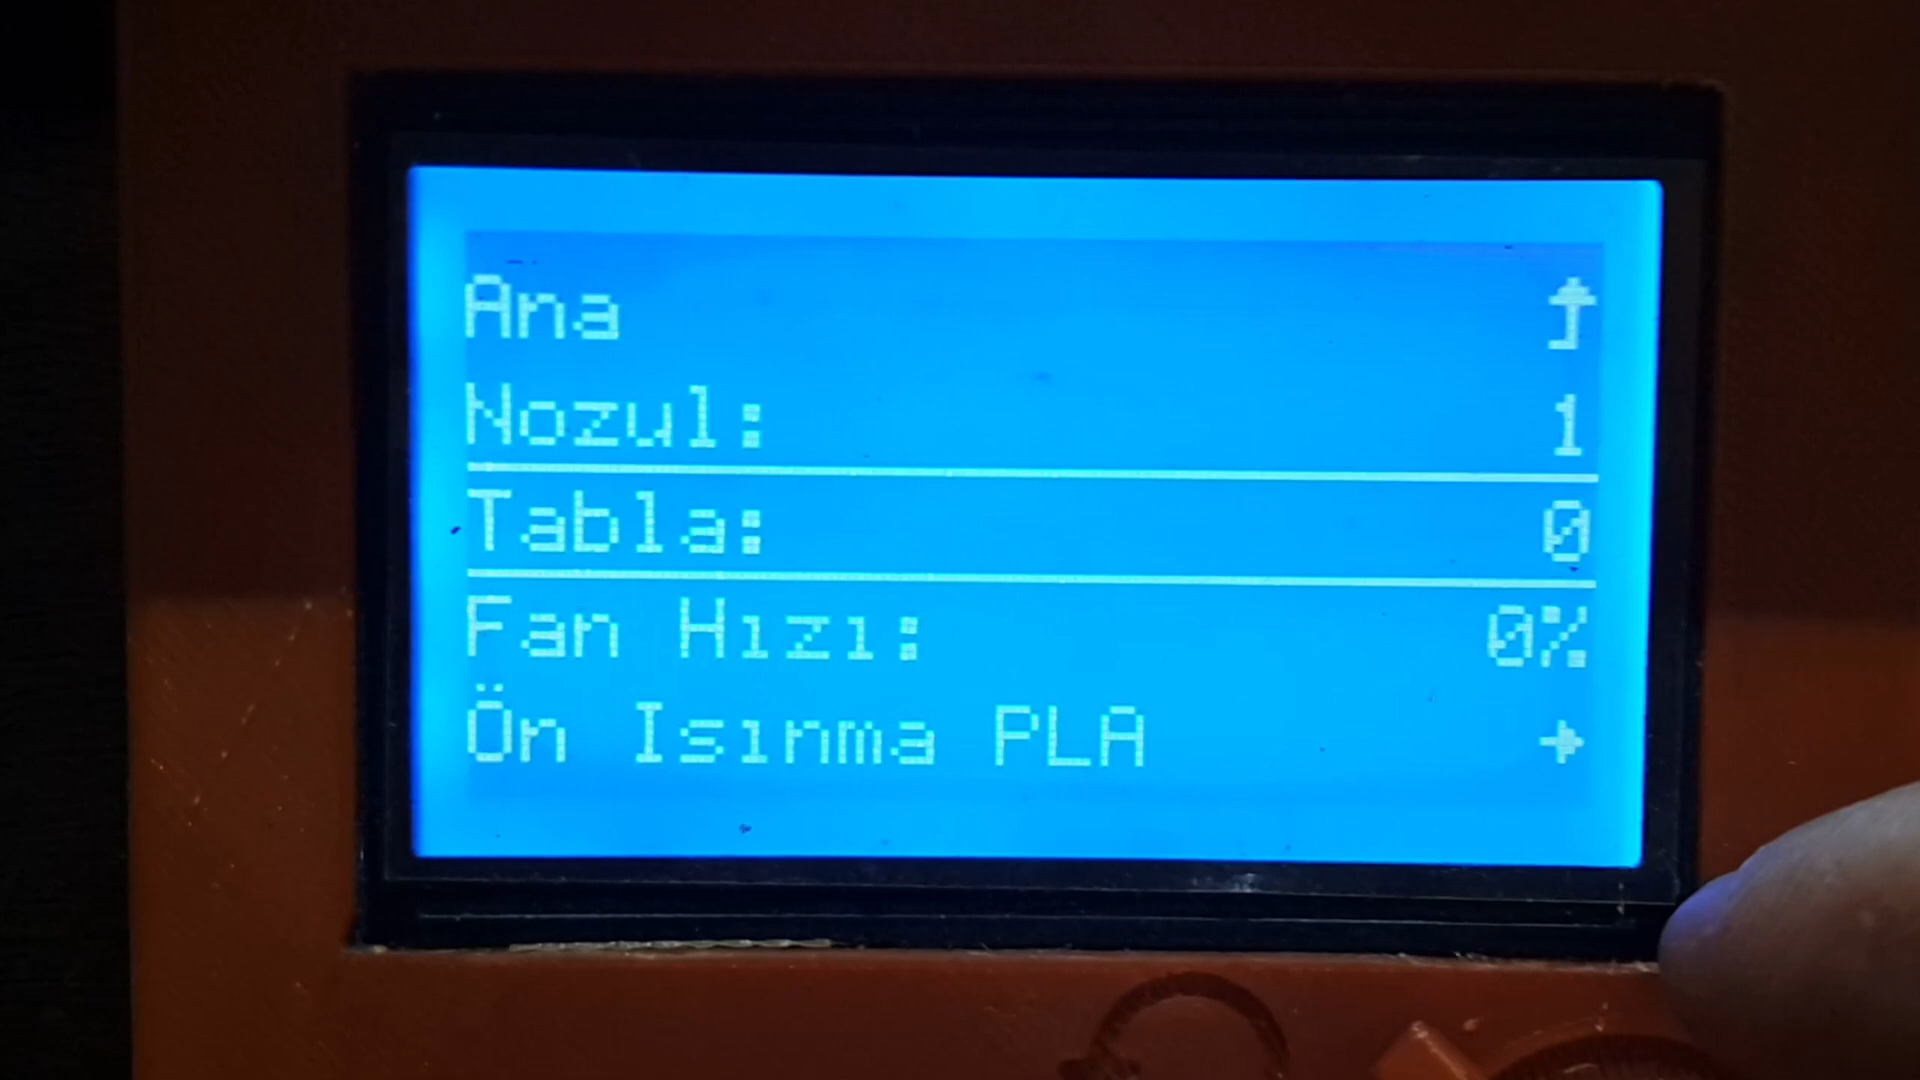 Ana
Nozul: 1
Tabla: 0
Fan Hızı: 0%
Ön Isınma PLA